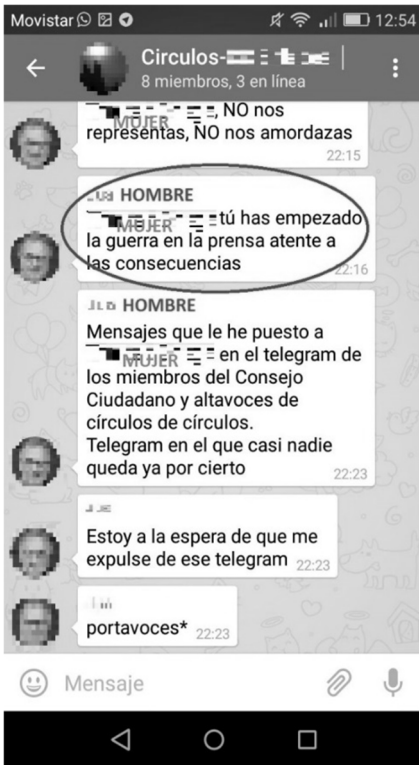 Movistar 12:54
Circulos-
8 miembros, 3 en línea
MUJER, NO nos
representas, NO nos amordazas
22:15
HOMBRE
MUJER tú has empezado
la guerra en la prensa atente a
las consecuencias
22:16
HOMBRE
Mensajes que le he puesto a
MUJER en el telegram de
los miembros del Consejo
Ciudadano y altavoces de
círculos de círculos.
Telegram en el que casi nadie
queda ya por cierto
22:23
Estoy a la espera de que me
expulse de ese telegram 22:23
portavoces* 22:23
Mensaje